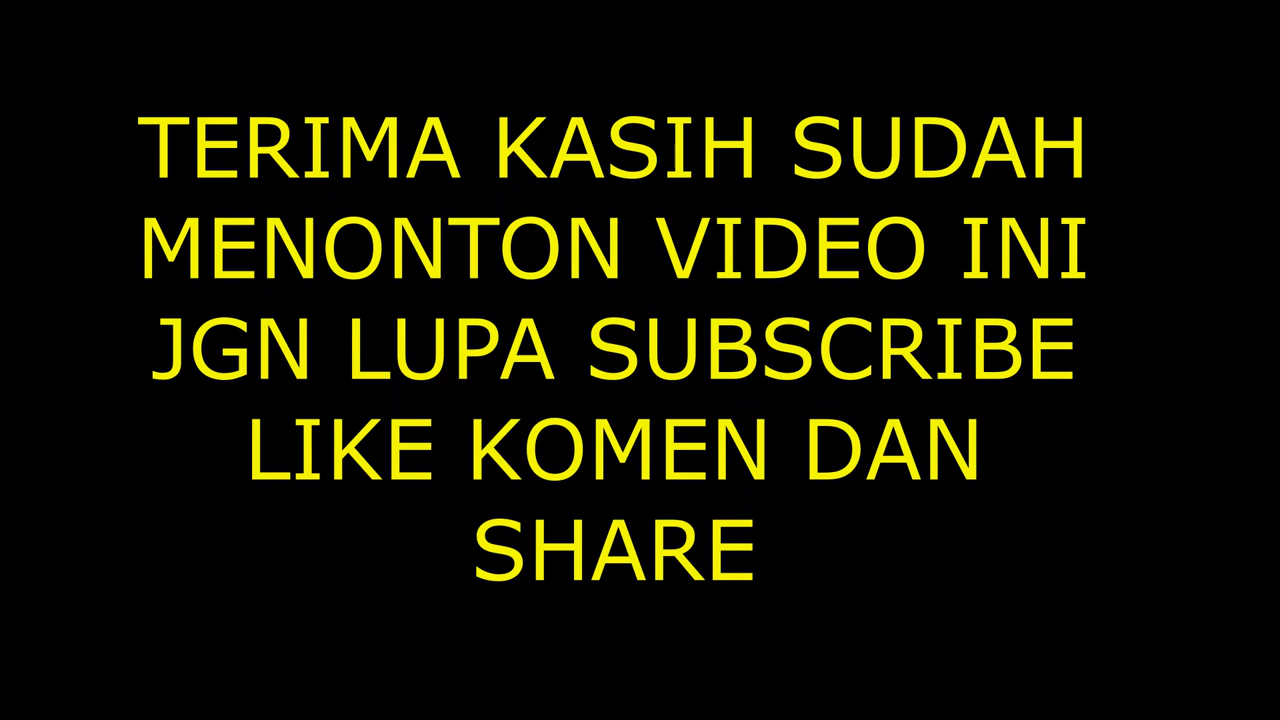 TERIMA KASIH SUDAH
MENONTON VIDEO INI
JGN LUPA SUBSCRIBE
LIKE KOMEN DAN
SHARE